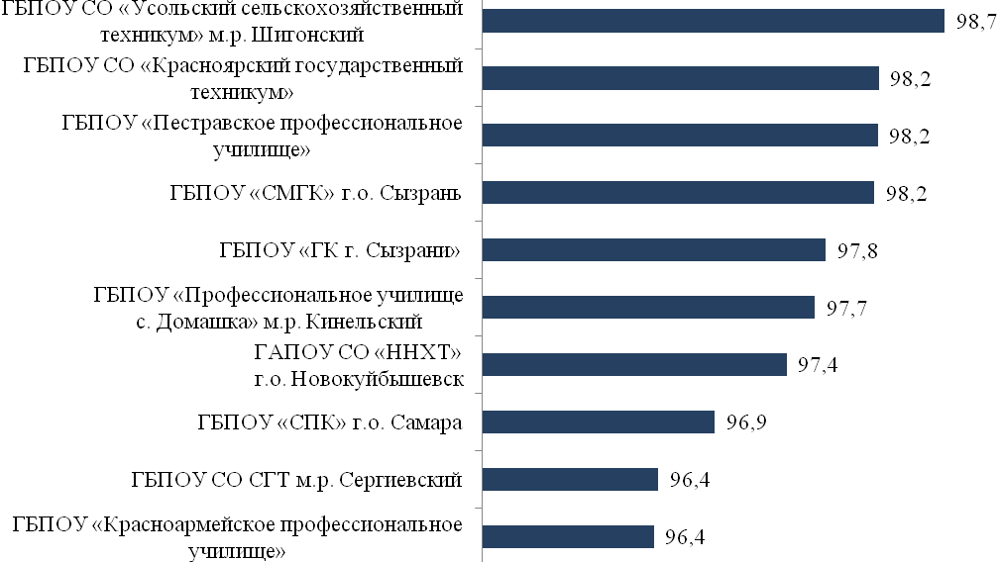 ГБПОУ СО «Усольский сельскохозяйственный
техникум» м.р. Шигонский
98,7
ГБПОУ СО «Красноярский государственный
техникум»
98,2
ГБПОУ «Пестравское профессиональное
училище»
98,2
ГБПОУ «СМГК» г.о. Сызрань
98,2
ГБПОУ «ГК г. Сызрани»
97,8
ГБПОУ «Профессиональное училище
с. Домашка» м.р. Кинельский
97,7
ГАПОУ СО «ННХТ»
г.о. Новокуйбышевск
97,4
ГБПОУ «СПК» г.о. Самара
96,9
ГБПОУ СО СГТ м.р. Сергиевский
96,4
ГБПОУ «Красноармейское профессиональное
училище»
96,4